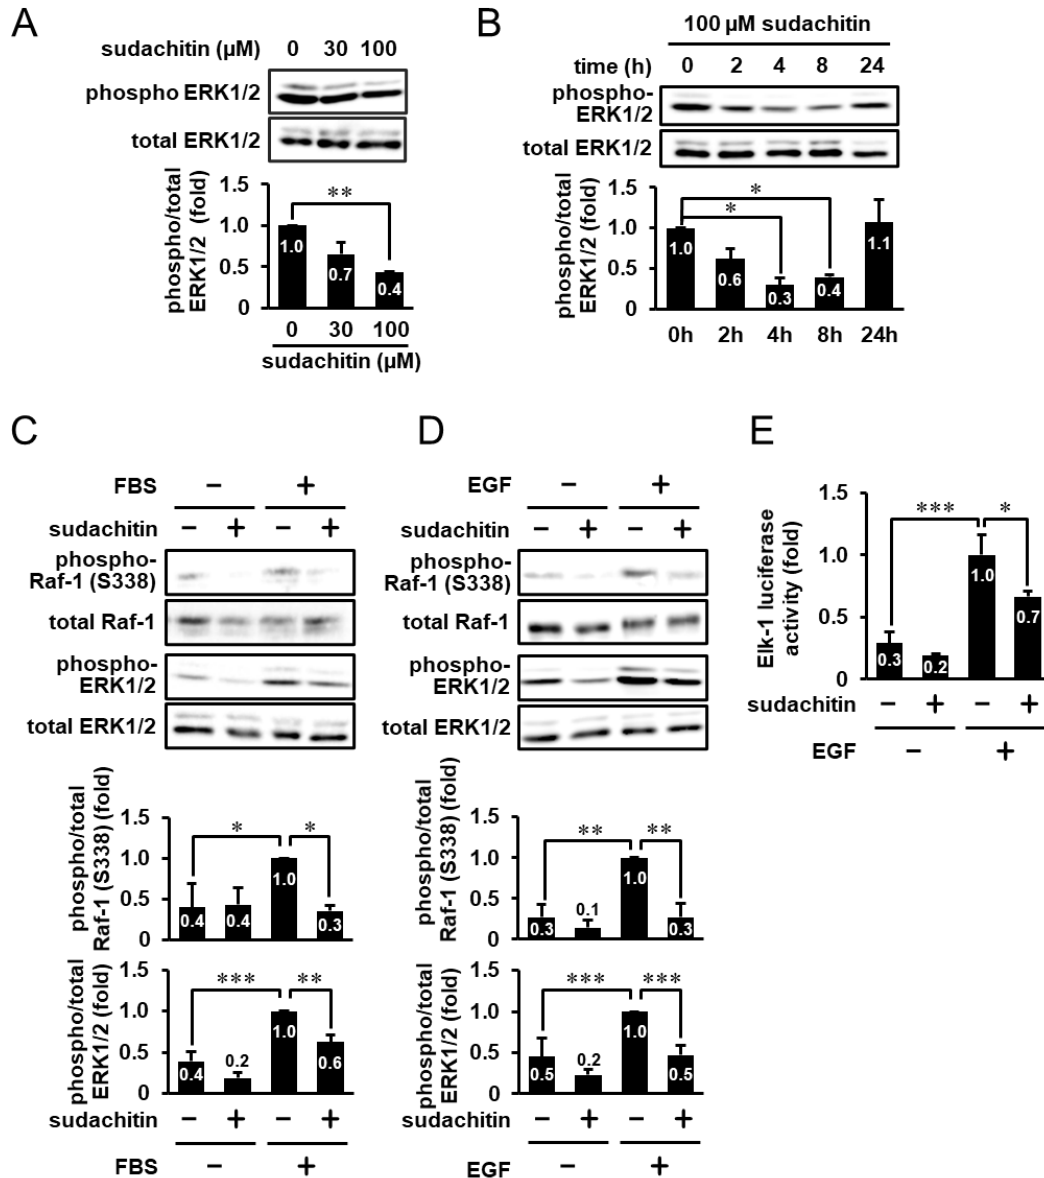 A
sudachitin (µM) 0 30 100
phospho ERK1/2
total ERK1/2
phospho/total
ERK1/2 (fold)
1.5
1.0
0.5
0
**
1.0
0.7
0.4
0 30 100
sudachitin (µM)
B
100 µM sudachitin
time (h) 0 2 4 8 24
phospho-
ERK1/2
total ERK1/2
phospho/total
ERK1/2 (fold)
1.5
1.0
0.5
0
*
*
1.0
0.6
0.3
0.4
1.1
0h 2h 4h 8h 24h
C
FBS − +
sudachitin − + − +
phospho-
Raf-1 (S338)
total Raf-1
phospho-
ERK1/2
total ERK1/2
phospho/total
Raf-1 (S338) (fold)
1.5
1.0
0.5
0
* *
0.4
0.4
1.0
0.3
phospho/total
ERK1/2 (fold)
1.5
1.0
0.5
0
*** **
0.4
0.2
1.0
0.6
sudachitin − + − +
FBS − +
D
EGF − +
sudachitin − + − +
phospho-
Raf-1 (S338)
total Raf-1
phospho-
ERK1/2
total ERK1/2
phospho/total
Raf-1 (S338) (fold)
1.5
1.0
0.5
0
** **
0.3
0.1
1.0
0.3
phospho/total
ERK1/2 (fold)
1.5
1.0
0.5
0
*** ***
0.5
0.2
1.0
0.5
sudachitin − + − +
EGF − +
E
Elk-1 luciferase
activity (fold)
1.5
1.0
0.5
0
*** *
0.3
0.2
1.0
0.7
sudachitin − + − +
EGF − +